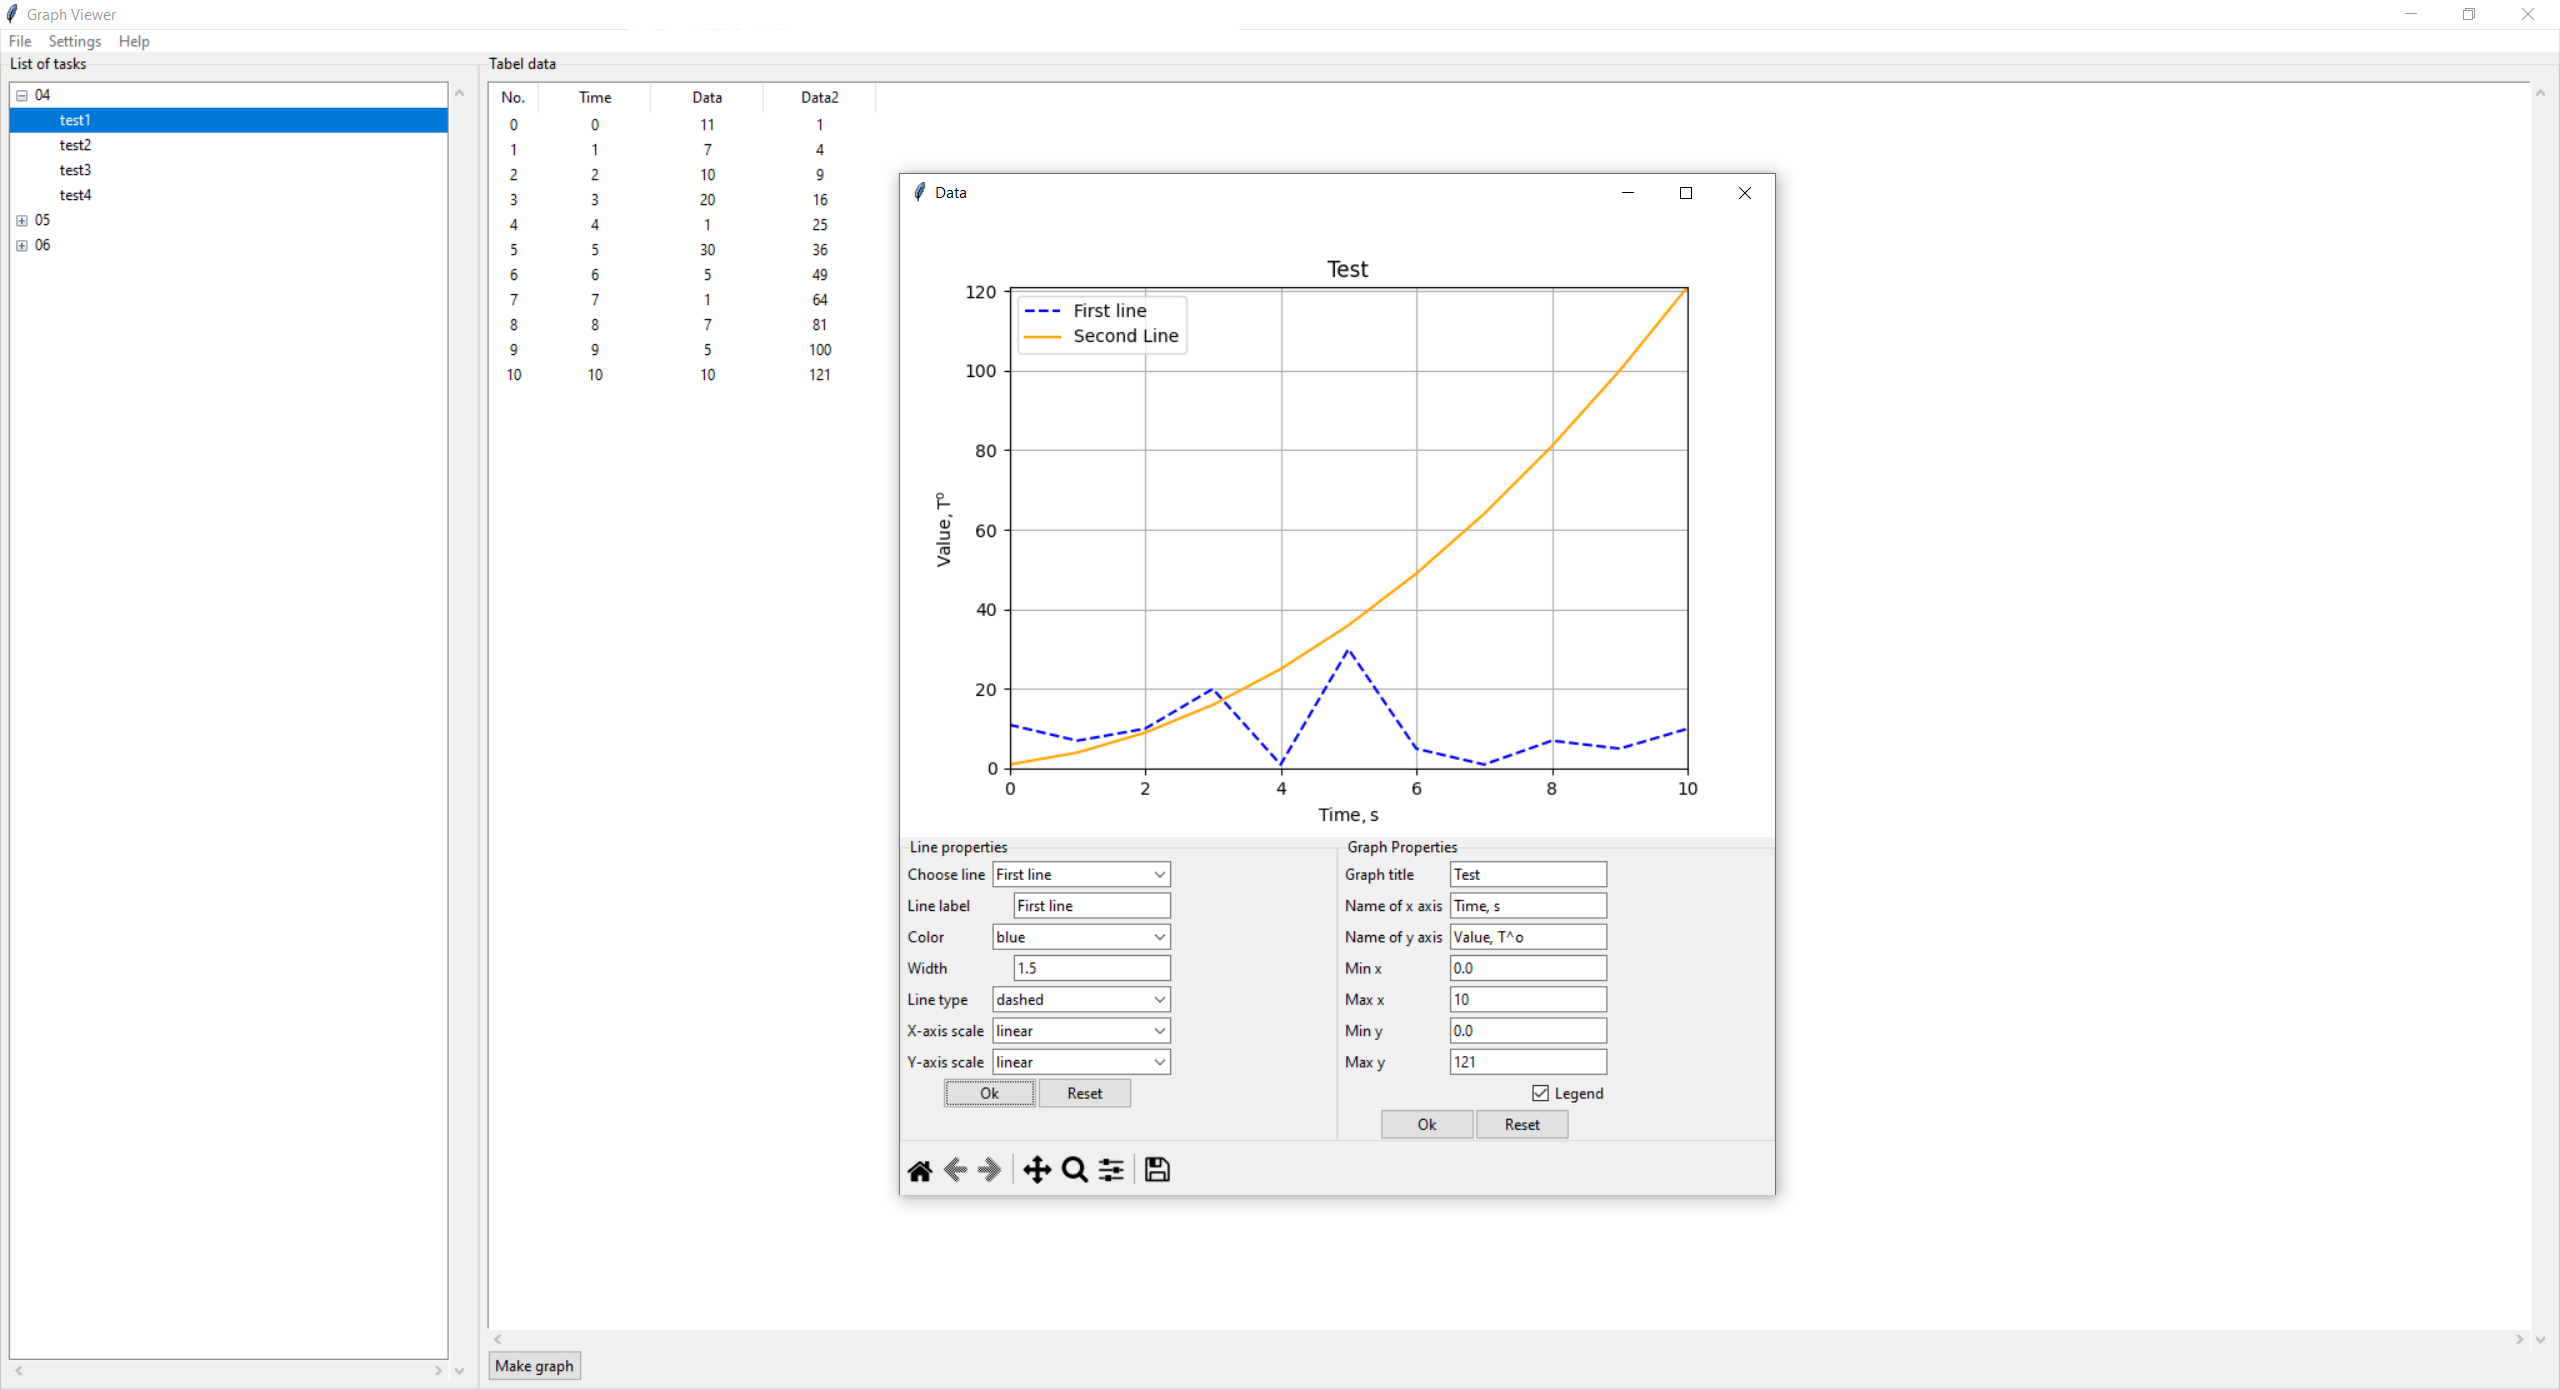 Graph Viewer
File Settings Help
List of tasks
04
test1
test2
test3
test4
05
06
Tabel data
No. Time Data Data2
0 0 11 1
1 1 7 4
2 2 10 9
3 3 20 16
4 4 1 25
5 5 30 36
6 6 5 49
7 7 1 64
8 8 7 81
9 9 5 100
10 10 10 121
Make graph
Data
Test
First line
Second Line
120
100
80
60
40
20
0
Value, Tº
0 2 4 6 8 10
Time, s
Line properties
Choose line First line
Line label First line
Color blue
Width 1.5
Line type dashed
X-axis scale linear
Y-axis scale linear
Ok Reset
Graph Properties
Graph title Test
Name of x axis Time, s
Name of y axis Value, T^o
Min x 0.0
Max x 10
Min y 0.0
Max y 121
Legend
Ok Reset